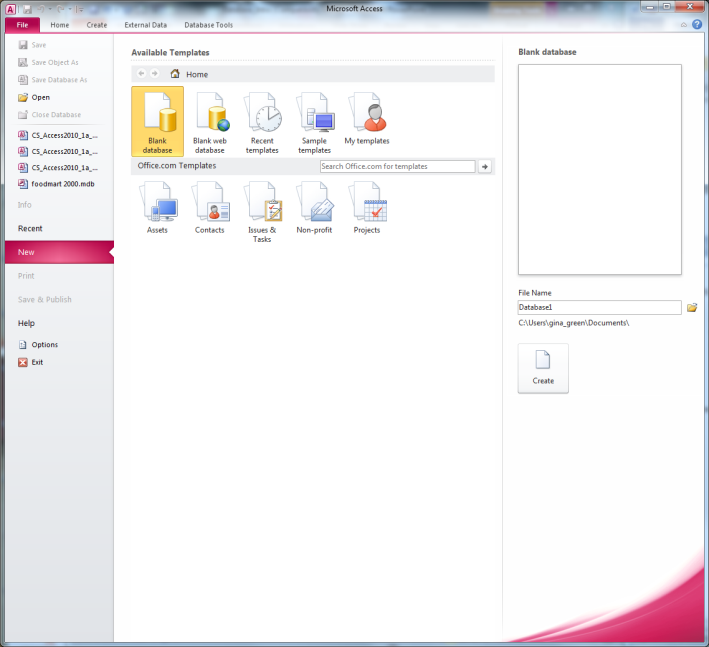 Microsoft Access
File Home Create External Data Database Tools
Save
Save Object As
Save Database As
Open
Close Database
CS_Access2010_1a_...
CS_Access2010_1a_...
CS_Access2010_1a_...
foodmart 2000.mdb
Info
Recent
New
Print
Save & Publish
Help
Options
Exit
Available Templates
Home
Blank database
Blank web database
Recent templates
Sample templates
My templates
Office.com Templates
Search Office.com for templates
Assets
Contacts
Issues & Tasks
Non-profit
Projects
Blank database
File Name
Database1
C:\Users\gina_green\Documents\
Create